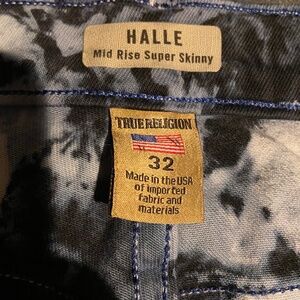 HALLE
Mid Rise Super Skinny
TRUE RELIGION
32
Made in the USA
of imported
fabric and
materials